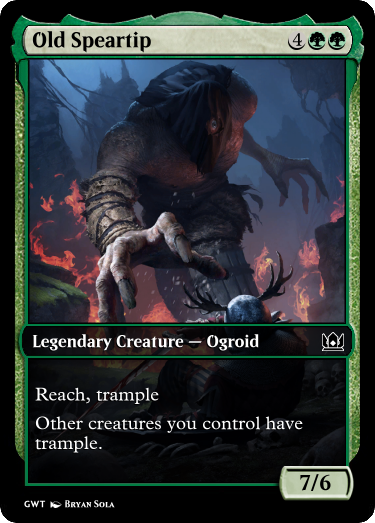 Old Speartip 4
Legendary Creature — Ogroid
Reach, trample
Other creatures you control have
trample.
7/6
GWT Bryan Sola